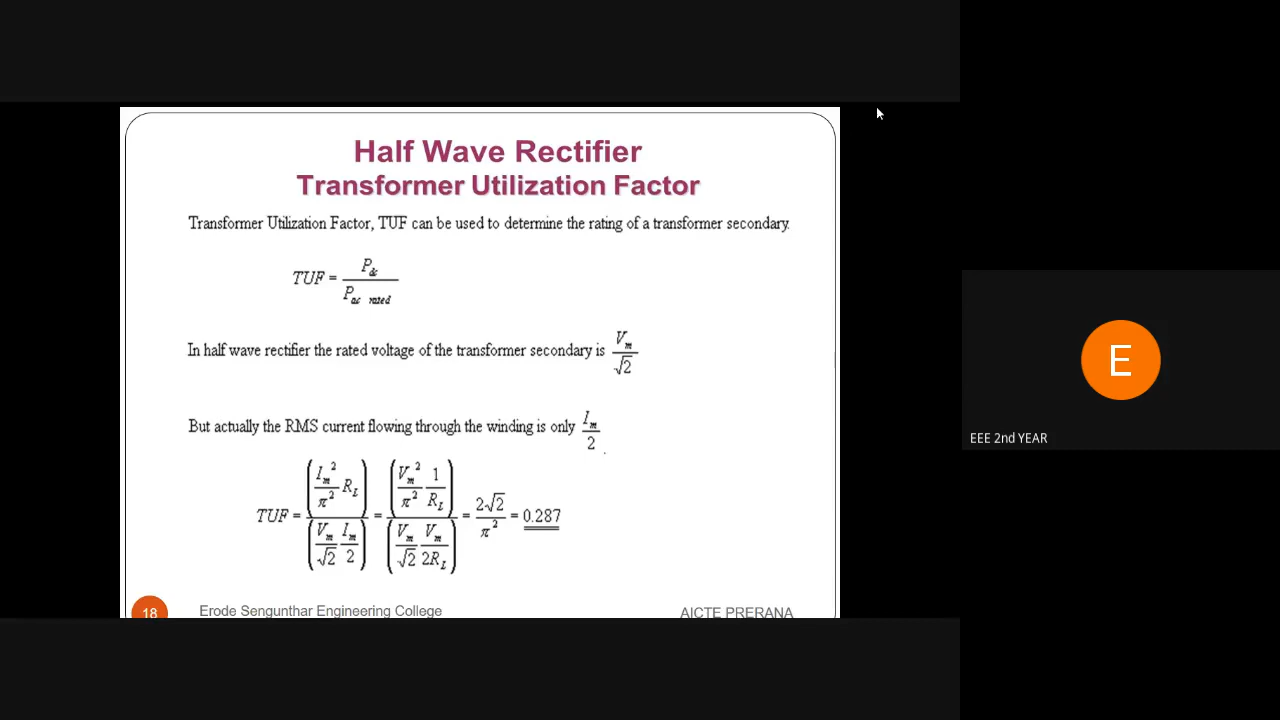 Half Wave Rectifier
Transformer Utilization Factor
Transformer Utilization Factor, TUF can be used to determine the rating of a transformer secondary.
TUF = P_dc / P_ac rated
In half wave rectifier the rated voltage of the transformer secondary is V_m / √2
But actually the RMS current flowing through the winding is only I_m / 2 .
TUF = (I_m² / π² R_L) / (V_m / √2 I_m / 2) = (V_m² / π² 1 / R_L) / (V_m / √2 V_m / 2R_L) = 2√2 / π² = 0.287
18 Erode Sengunthar Engineering College AICTE PRERANA
E
EEE 2nd YEAR